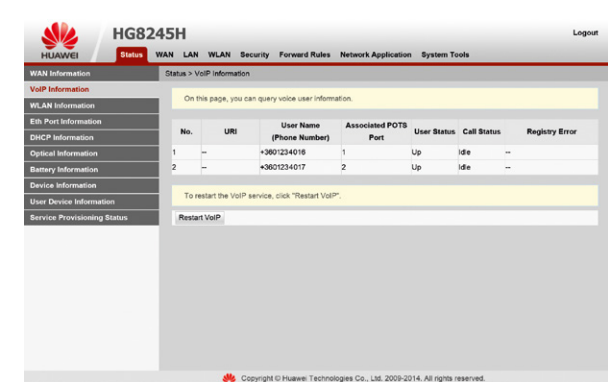 HUAWEI
HG8245H
Logout
Status WAN LAN WLAN Security Forward Rules Network Application System Tools
WAN Information
VoIP Information
WLAN Information
Eth Port Information
DHCP Information
Optical Information
Battery Information
Device Information
User Device Information
Service Provisioning Status
Status > VoIP Information
On this page, you can query voice user information.
No. URI User Name (Phone Number) Associated POTS Port User Status Call Status Registry Error
1 -- +3601234016 1 Up Idle --
2 -- +3601234017 2 Up Idle --
To restart the VoIP service, click "Restart VoIP".
Restart VoIP
Copyright © Huawei Technologies Co., Ltd. 2009-2014. All rights reserved.